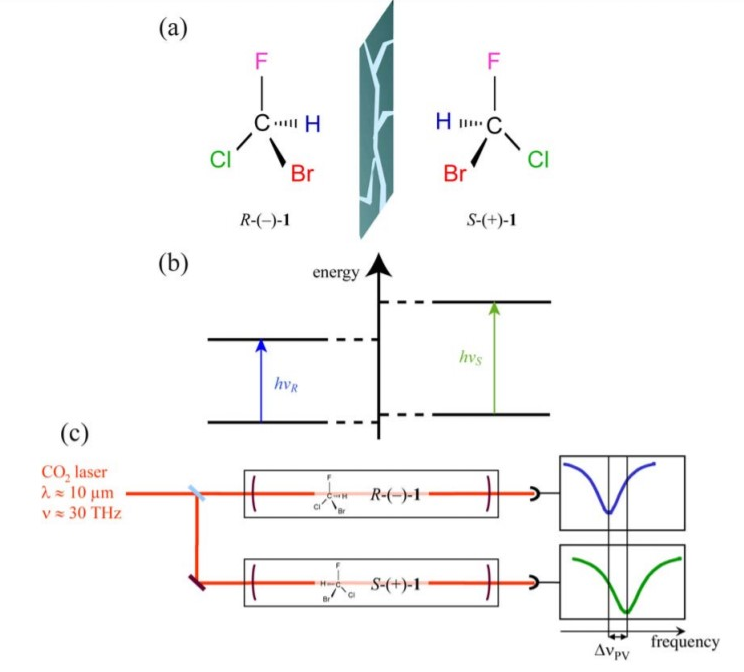 (a)
F
C
H
Cl
Br
R-(–)-1
F
H
C
Br
Cl
S-(+)-1
(b)
energy
hνR
hνS
(c)
CO2 laser
λ ≈ 10 μm
ν ≈ 30 THz
F
C
H
Cl
Br
R-(–)-1
F
H
C
Br
Cl
S-(+)-1
ΔνPV
frequency